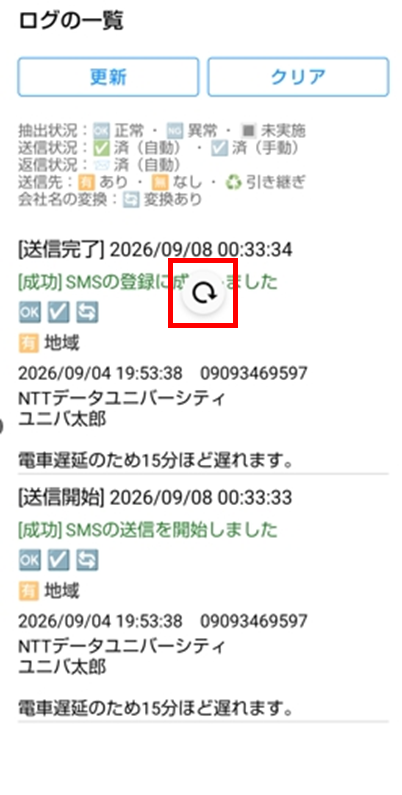 ログの一覧
更新 クリア
抽出状況：🆗 正常 ・ 🆖 異常 ・ 🔳 未実施
送信状況：✅ 済（自動） ・ ☑️ 済（手動）
返信状況：📨 済（自動）
送信先：🈶 あり ・ 🈚 なし ・ ♻️ 引き継ぎ
会社名の変換：🔄 変換あり
[送信完了] 2026/09/08 00:33:34
[成功] SMSの登録に成 ました
🆗 ☑️ 🔄
🈶 地域
2026/09/04 19:53:38 09093469597
NTTデータユニバーシティ
ユニバ太郎
電車遅延のため15分ほど遅れます。
[送信開始] 2026/09/08 00:33:33
[成功] SMSの送信を開始しました
🆗 ☑️ 🔄
🈶 地域
2026/09/04 19:53:38 09093469597
NTTデータユニバーシティ
ユニバ太郎
電車遅延のため15分ほど遅れます。